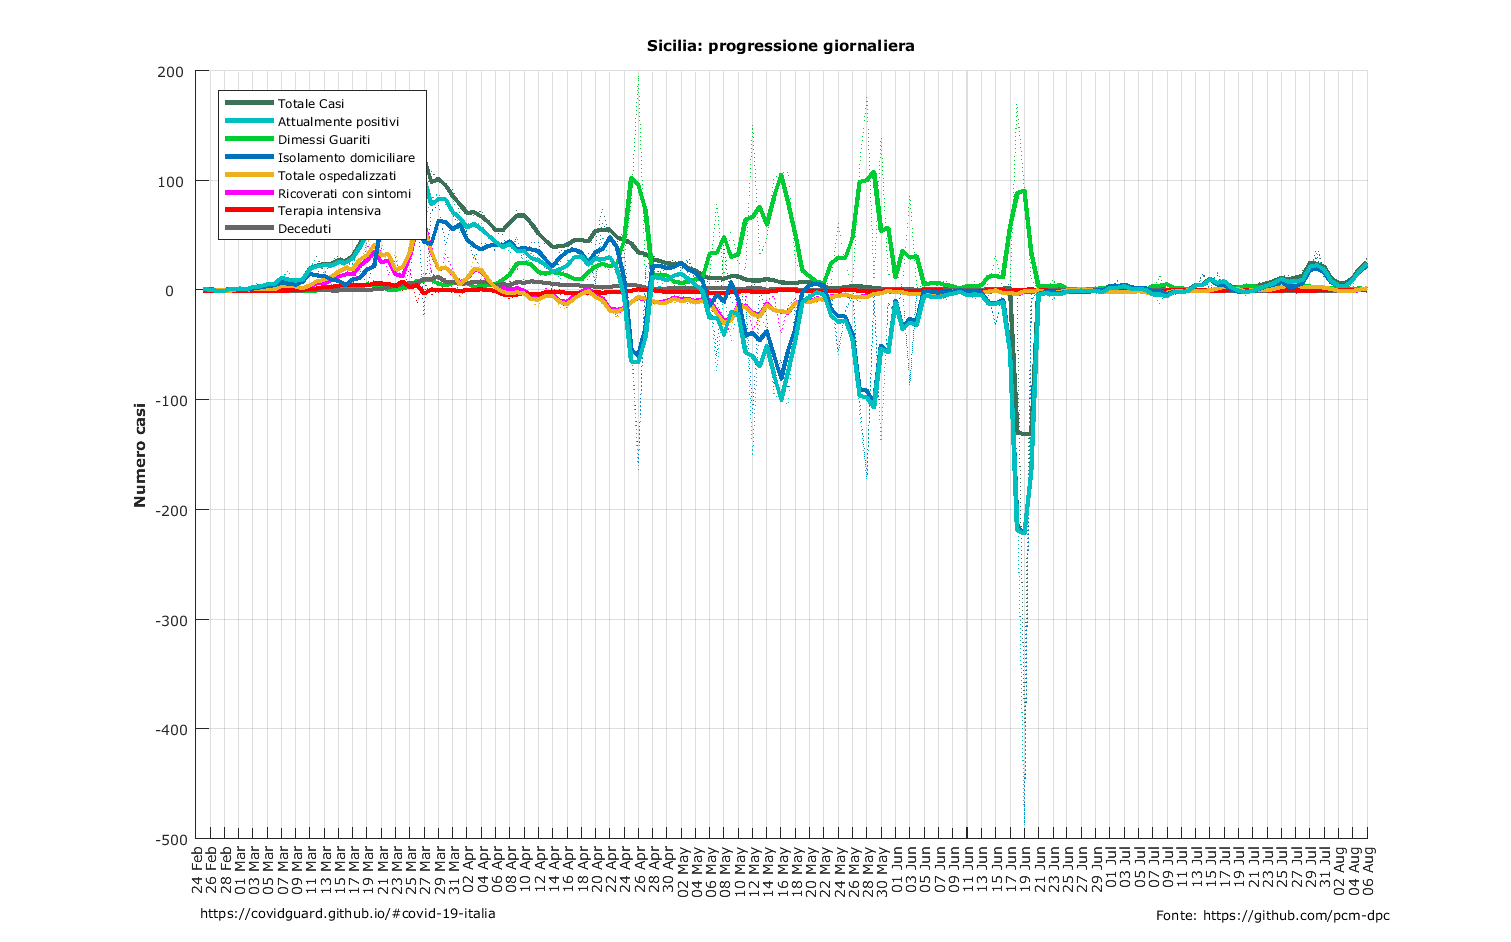 Sicilia: progressione giornaliera
200
100
0
-100
-200
-300
-400
-500
Numero casi
Totale Casi
Attualmente positivi
Dimessi Guariti
Isolamento domiciliare
Totale ospedalizzati
Ricoverati con sintomi
Terapia intensiva
Deceduti
24 Feb
26 Feb
28 Feb
01 Mar
03 Mar
05 Mar
07 Mar
09 Mar
11 Mar
13 Mar
15 Mar
17 Mar
19 Mar
21 Mar
23 Mar
25 Mar
27 Mar
29 Mar
31 Mar
02 Apr
04 Apr
06 Apr
08 Apr
10 Apr
12 Apr
14 Apr
16 Apr
18 Apr
20 Apr
22 Apr
24 Apr
26 Apr
28 Apr
30 Apr
02 May
04 May
06 May
08 May
10 May
12 May
14 May
16 May
18 May
20 May
22 May
24 May
26 May
28 May
30 May
01 Jun
03 Jun
05 Jun
07 Jun
09 Jun
11 Jun
13 Jun
15 Jun
17 Jun
19 Jun
21 Jun
23 Jun
25 Jun
27 Jun
29 Jun
01 Jul
03 Jul
05 Jul
07 Jul
09 Jul
11 Jul
13 Jul
15 Jul
17 Jul
19 Jul
21 Jul
23 Jul
25 Jul
27 Jul
29 Jul
31 Jul
02 Aug
04 Aug
06 Aug
https://covidguard.github.io/#covid-19-italia
Fonte: https://github.com/pcm-dpc